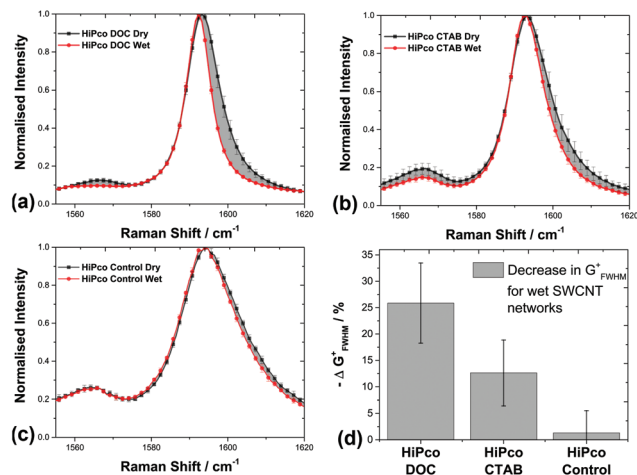 1.0
0.8
0.6
0.4
0.2
0.0
Normalised Intensity
HiPco DOC Dry
HiPco DOC Wet
(a)
1560 1580 1600 1620
Raman Shift / cm⁻¹
1.0
0.8
0.6
0.4
0.2
0.0
Normalised Intensity
HiPco CTAB Dry
HiPco CTAB Wet
(b)
1560 1580 1600 1620
Raman Shift / cm⁻¹
1.0
0.8
0.6
0.4
0.2
0.0
Normalised Intensity
HiPco Control Dry
HiPco Control Wet
(c)
1560 1580 1600 1620
Raman Shift / cm⁻¹
35
30
25
20
15
10
5
0
- Δ G⁺FWHM / %
Decrease in G⁺FWHM
for wet SWCNT
networks
(d)
HiPco HiPco HiPco
DOC CTAB Control